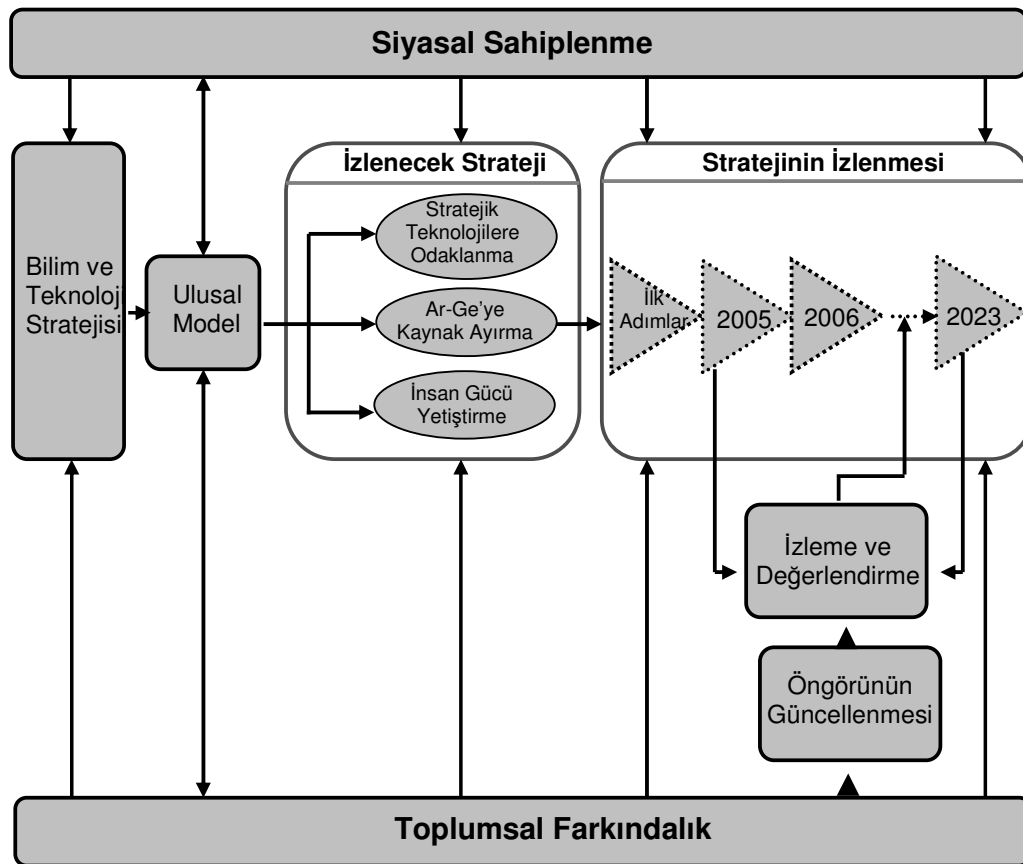 Siyasal Sahiplenme
Bilim ve
Teknoloji
Stratejisi
Ulusal
Model
İzlenecek Strateji
Stratejik
Teknolojilere
Odaklanma
Ar-Ge’ye
Kaynak Ayırma
İnsan Gücü
Yetiştirme
Stratejinin İzlenmesi
İlk
Adımlar
2005
2006
2023
İzleme ve
Değerlendirme
Öngörünün
Güncellenmesi
Toplumsal Farkındalık